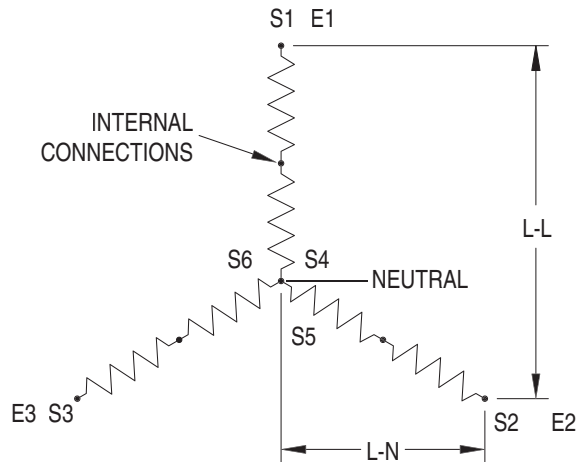 S1 E1
INTERNAL
CONNECTIONS
L-L
S6 S4
NEUTRAL
S5
E3 S3
S2 E2
L-N